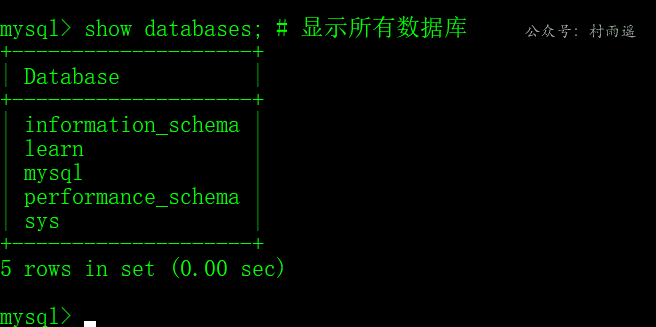 mysql> show databases; # 显示所有数据库
公众号: 村雨遥
+--------------------+
| Database           |
+--------------------+
| information_schema |
| learn              |
| mysql              |
| performance_schema |
| sys                |
+--------------------+
5 rows in set (0.00 sec)
mysql>